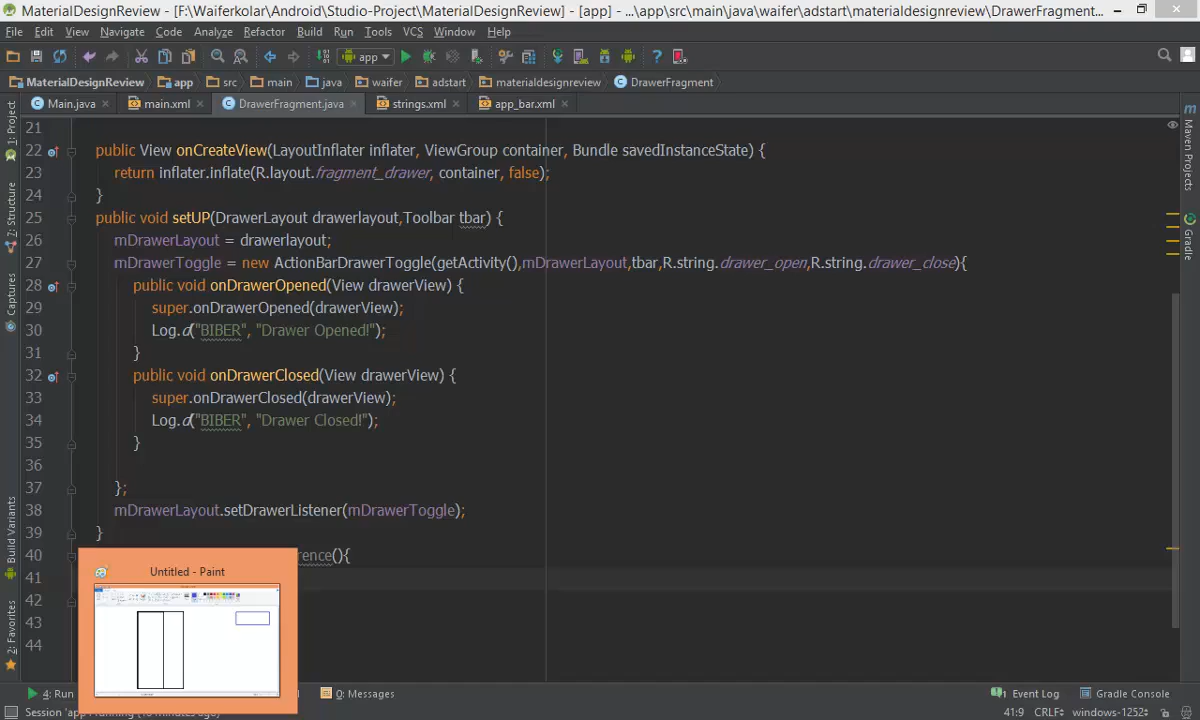 MaterialDesignReview - [F:\Waiferkolar\Android\Studio-Project\MaterialDesignReview] - [app] - ...\app\src\main\java\waifer\adstart\materialdesignreview\DrawerFragment....
File Edit View Navigate Code Analyze Refactor Build Run Tools VCS Window Help
app
MaterialDesignReview app src main java waifer adstart materialdesignreview DrawerFragment
Main.java main.xml DrawerFragment.java strings.xml app_bar.xml
1: Project
7: Structure
Captures
Build Variants
2: Favorites
Maven Projects
Gradle
21
22 public View onCreateView(LayoutInflater inflater, ViewGroup container, Bundle savedInstanceState) {
23 return inflater.inflate(R.layout.fragment_drawer, container, false);
24 }
25 public void setUP(DrawerLayout drawerlayout,Toolbar tbar) {
26 mDrawerLayout = drawerlayout;
27 mDrawerToggle = new ActionBarDrawerToggle(getActivity(),mDrawerLayout,tbar,R.string.drawer_open,R.string.drawer_close){
28 public void onDrawerOpened(View drawerView) {
29 super.onDrawerOpened(drawerView);
30 Log.d("BIBER", "Drawer Opened!");
31 }
32 public void onDrawerClosed(View drawerView) {
33 super.onDrawerClosed(drawerView);
34 Log.d("BIBER", "Drawer Closed!");
35 }
36
37 };
38 mDrawerLayout.setDrawerListener(mDrawerToggle);
39 }
40 rence(){
41
42
43
44
Untitled - Paint
4: Run 0: Messages Event Log Gradle Console
Session 'app' 41:9 CRLF windows-1252